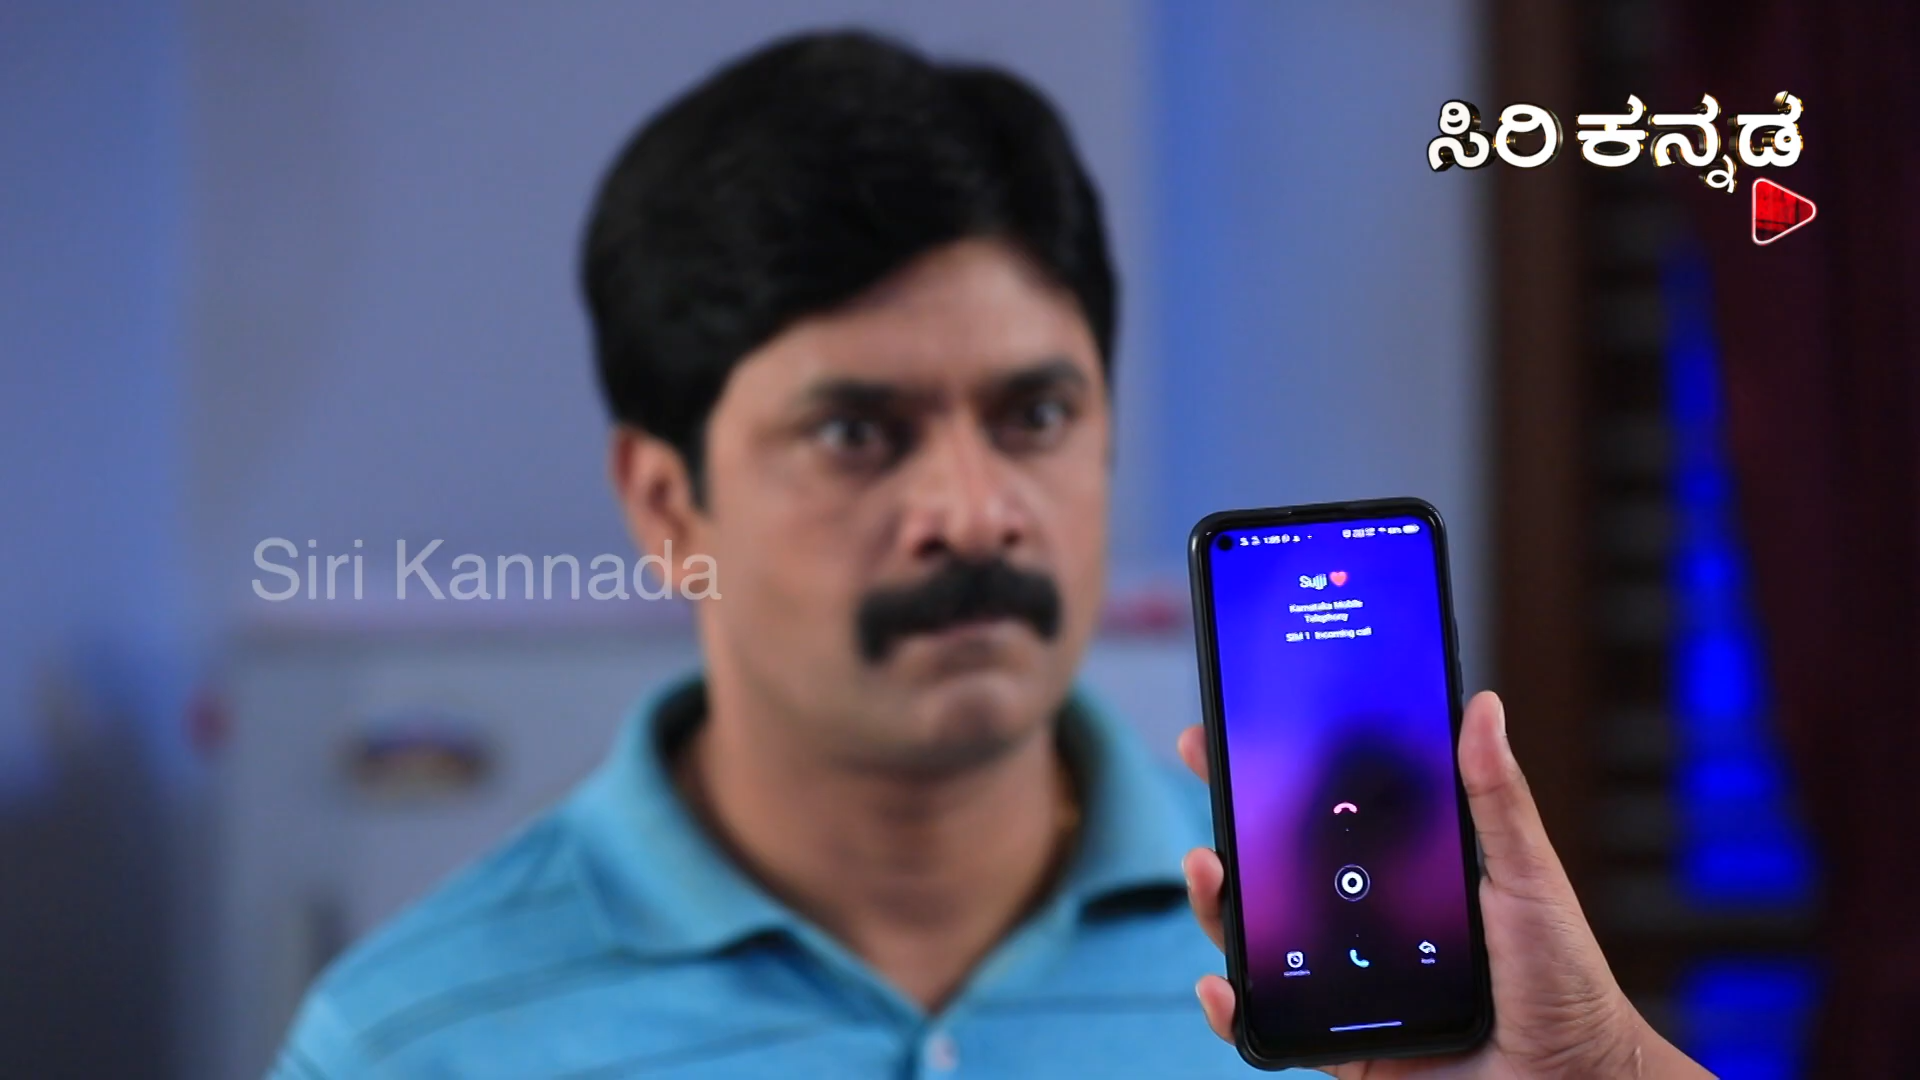 ಸಿರಿ ಕನ್ನಡ
Siri Kannada
Sujji ❤️
Karnataka Mobile
Telephony
SIM 1 Incoming call